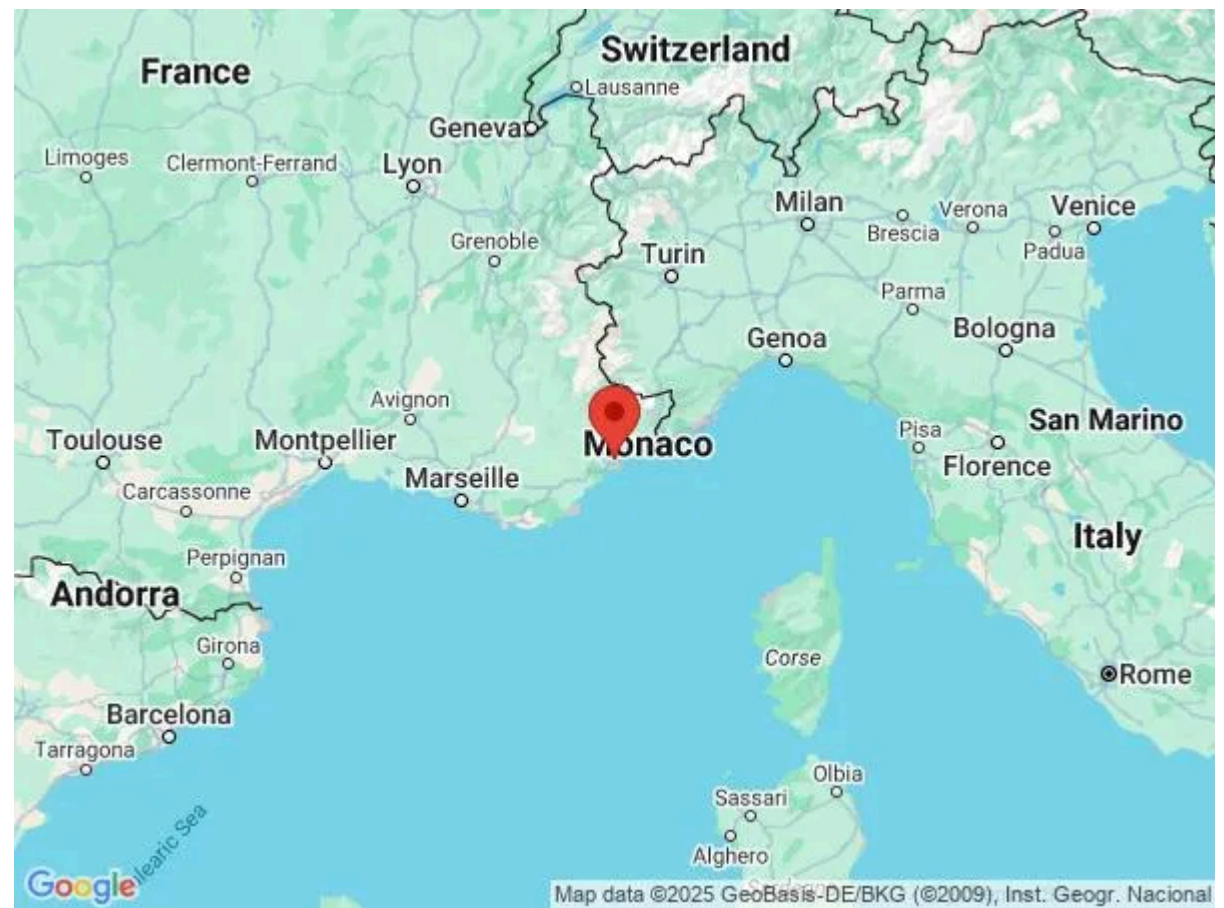 Switzerland
France
Lausanne
Geneva
Limoges
Clermont-Ferrand
Lyon
Milan
Verona
Venice
Brescia
Padua
Grenoble
Turin
Parma
Genoa
Bologna
Avignon
San Marino
Toulouse
Montpellier
Monaco
Pisa
Florence
Marseille
Carcassonne
Italy
Perpignan
Andorra
Girona
Corse
Rome
Barcelona
Tarragona
Olbia
Sassari
Alghero
Sea
Google
Map data ©2025 GeoBasis-DE/BKG (©2009), Inst. Geogr. Nacional